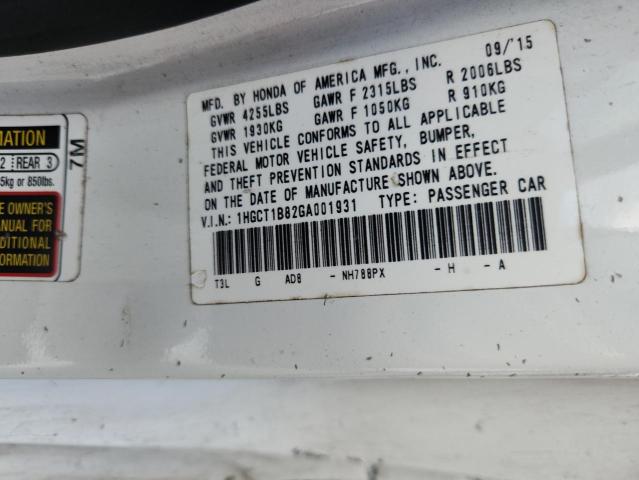 MFD. BY HONDA OF AMERICA MFG., INC. 09/'15
GVWR 4255LBS GAWR F 2315LBS R 2006LBS
GVWR 1930KG GAWR F 1050KG R 910KG
THIS VEHICLE CONFORMS TO ALL APPLICABLE
FEDERAL MOTOR VEHICLE SAFETY, BUMPER,
AND THEFT PREVENTION STANDARDS IN EFFECT
ON THE DATE OF MANUFACTURE SHOWN ABOVE.
V.I.N.: 1HGCT1B82GA001931 TYPE: PASSENGER CAR
T3L G AD8 - NH788PX - H - A
MATION
2 REAR 3
5kg or 850lbs.
E OWNER'S
ANUAL FOR
DDITIONAL
FORMATION
7M